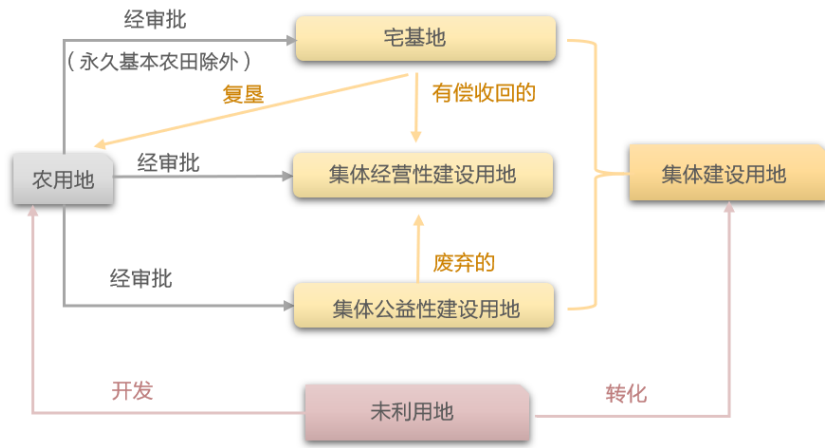 经审批
宅基地
（永久基本农田除外）
复垦
有偿收回的
农用地
经审批
集体经营性建设用地
集体建设用地
废弃的
经审批
集体公益性建设用地
开发
未利用地
转化